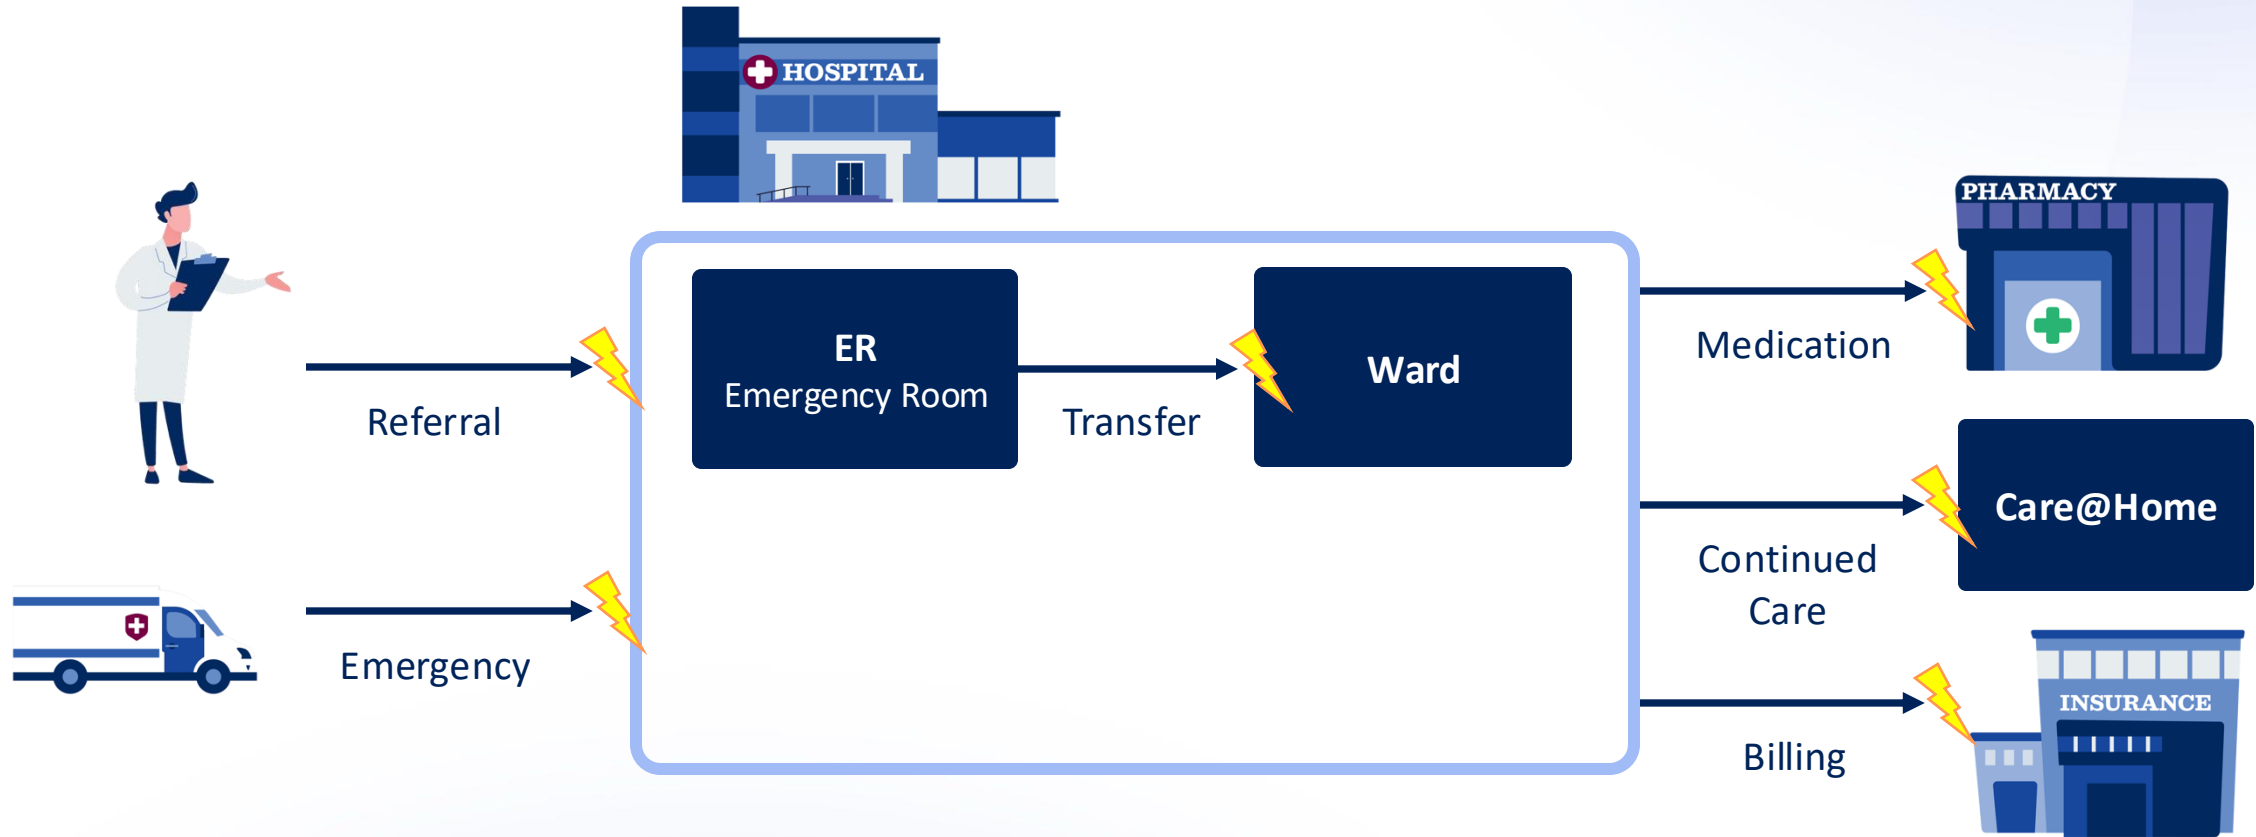 HOSPITAL
PHARMACY
ER
Emergency Room
Ward
Referral
Transfer
Medication
Care@Home
Continued
Care
Emergency
INSURANCE
Billing